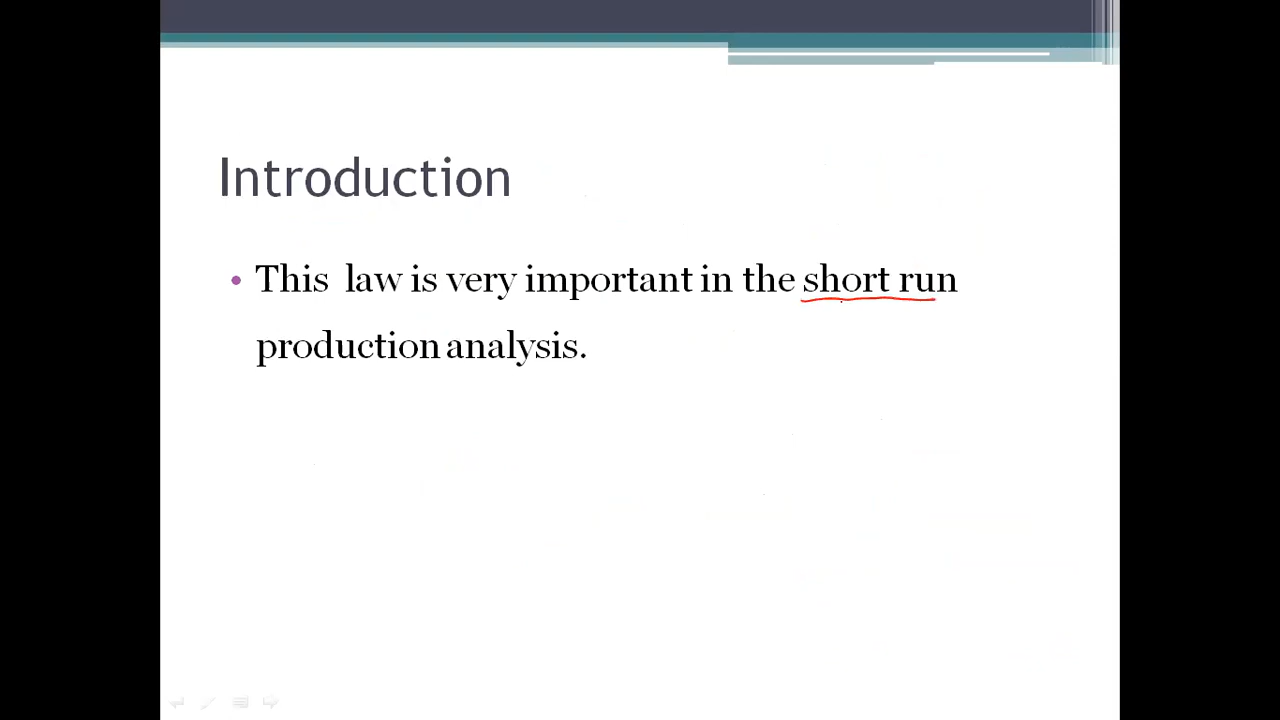 Introduction
• This law is very important in the short run
production analysis.